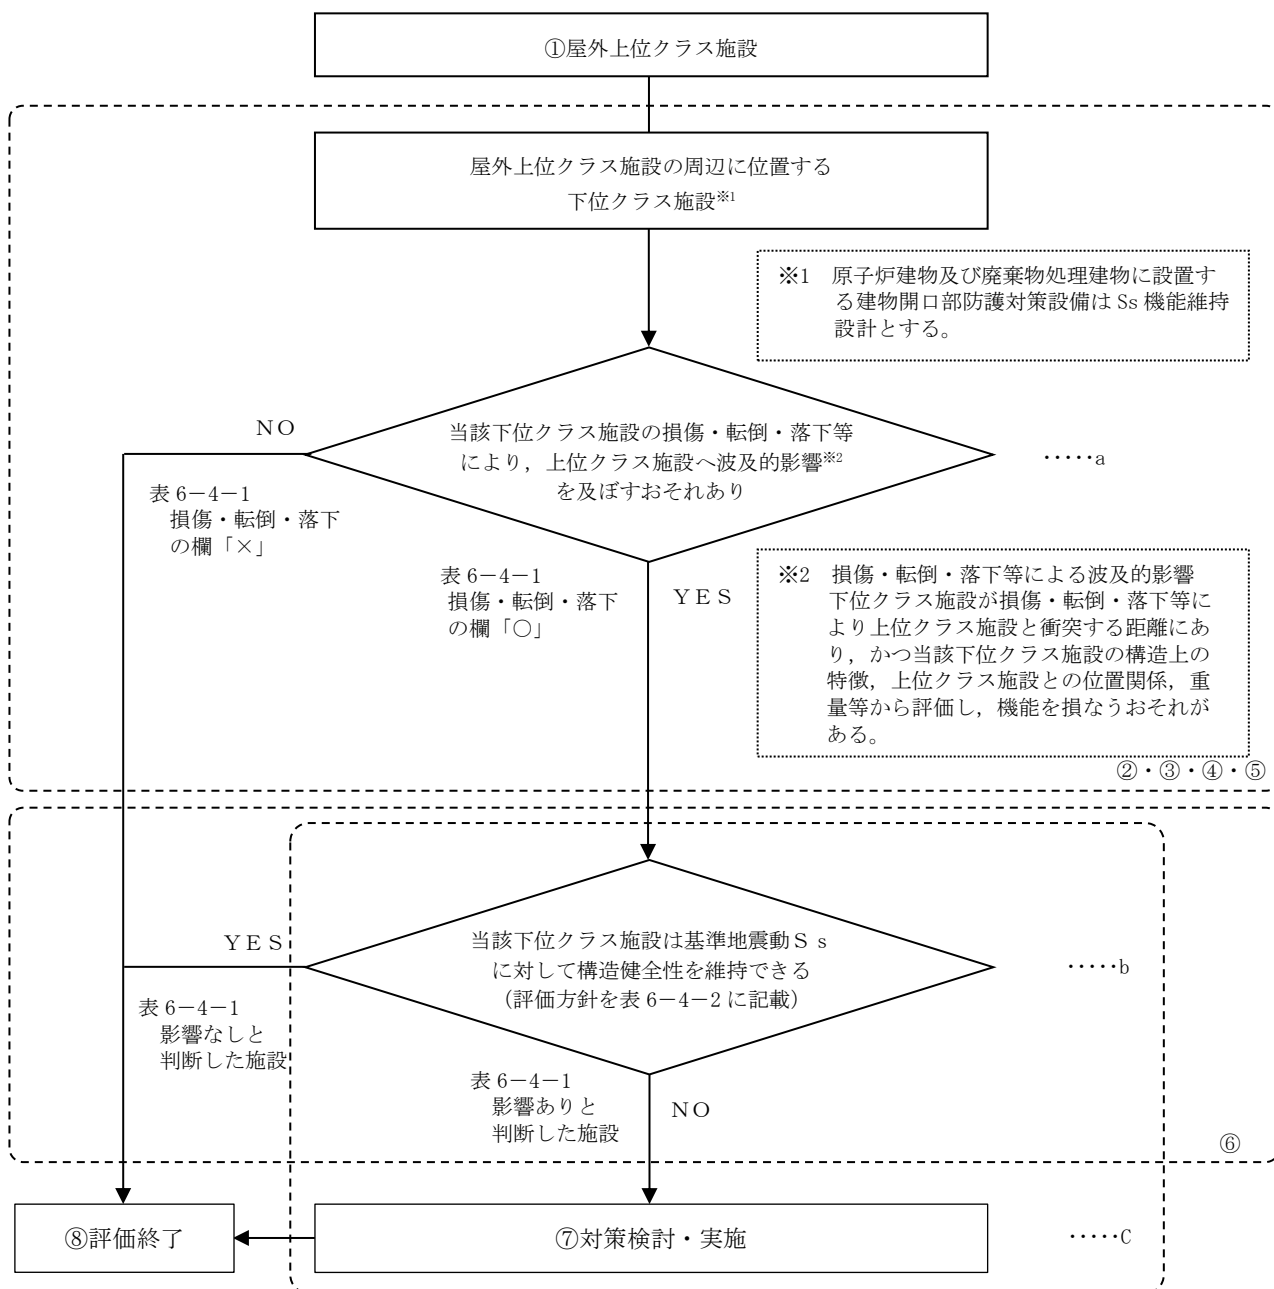 ①屋外上位クラス施設
屋外上位クラス施設の周辺に位置する
下位クラス施設※1
※1　原子炉建物及び廃棄物処理建物に設置す
る建物開口部防護対策設備は Ss 機能維持
設計とする。
当該下位クラス施設の損傷・転倒・落下等
により，上位クラス施設へ波及的影響※2
を及ぼすおそれあり
‥‥‥a
ＮＯ
表 6－4－1
損傷・転倒・落下
の欄「×」
表 6－4－1
損傷・転倒・落下
の欄「○」
ＹＥＳ
※2　損傷・転倒・落下等による波及的影響
下位クラス施設が損傷・転倒・落下等に
より上位クラス施設と衝突する距離にあ
り，かつ当該下位クラス施設の構造上の
特徴，上位クラス施設との位置関係，重
量等から評価し，機能を損なうおそれが
ある。
②・③・④・⑤
当該下位クラス施設は基準地震動Ｓｓ
に対して構造健全性を維持できる
（評価方針を表 6－4－2 に記載）
‥‥‥b
ＹＥＳ
表 6－4－1
影響なしと
判断した施設
表 6－4－1
影響ありと
判断した施設
ＮＯ
⑥
⑧評価終了
⑦対策検討・実施
‥‥‥C